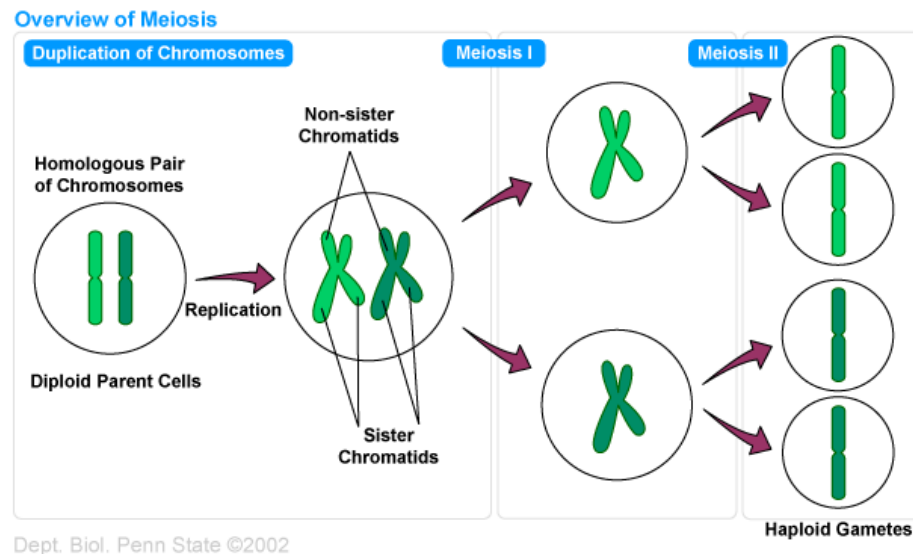 Overview of Meiosis
Duplication of Chromosomes
Meiosis I
Meiosis II
Non-sister
Chromatids
Homologous Pair
of Chromosomes
Replication
Diploid Parent Cells
Sister
Chromatids
Haploid Gametes
Dept. Biol. Penn State ©2002